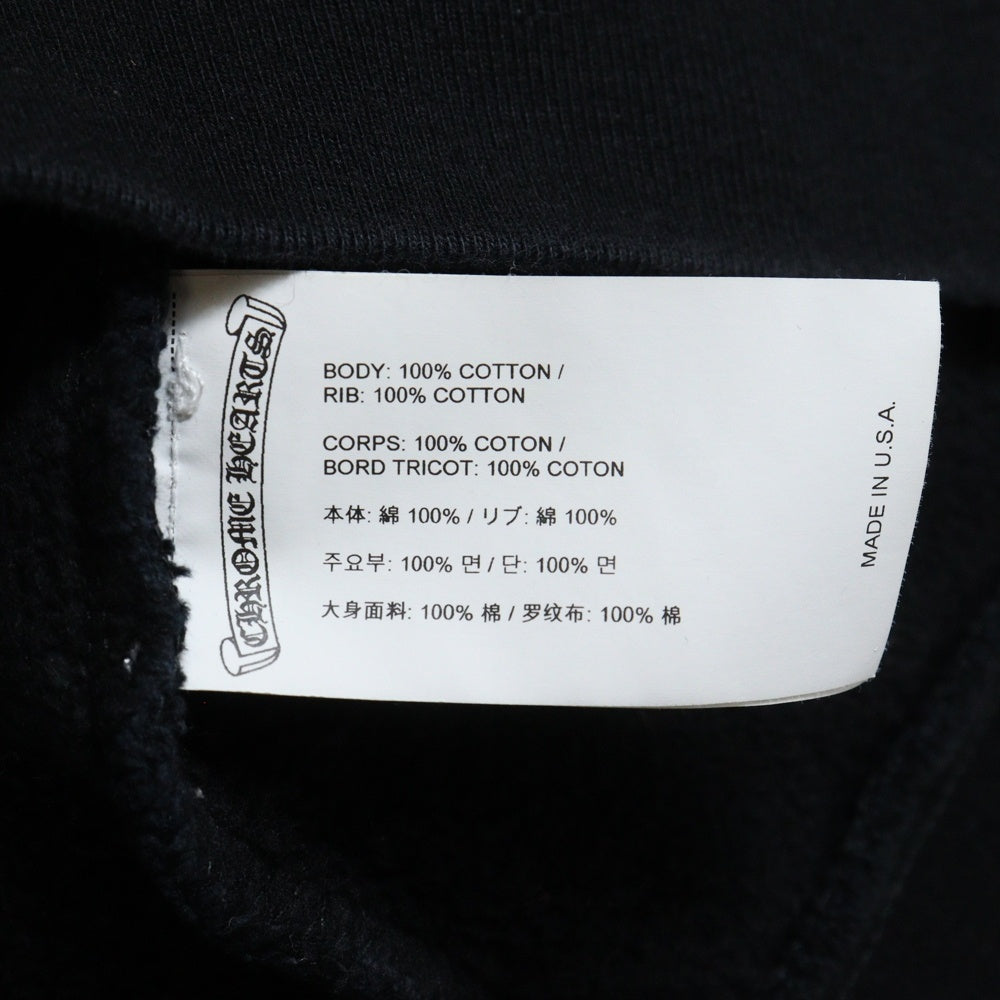 CHROME HEARTS
BODY: 100% COTTON /
RIB: 100% COTTON
CORPS: 100% COTON /
BORD TRICOT: 100% COTON
本体: 綿 100% / リブ: 綿 100%
주요부: 100% 면 / 단: 100% 면
大身面料: 100% 棉 / 罗纹布: 100% 棉
MADE IN U.S.A.